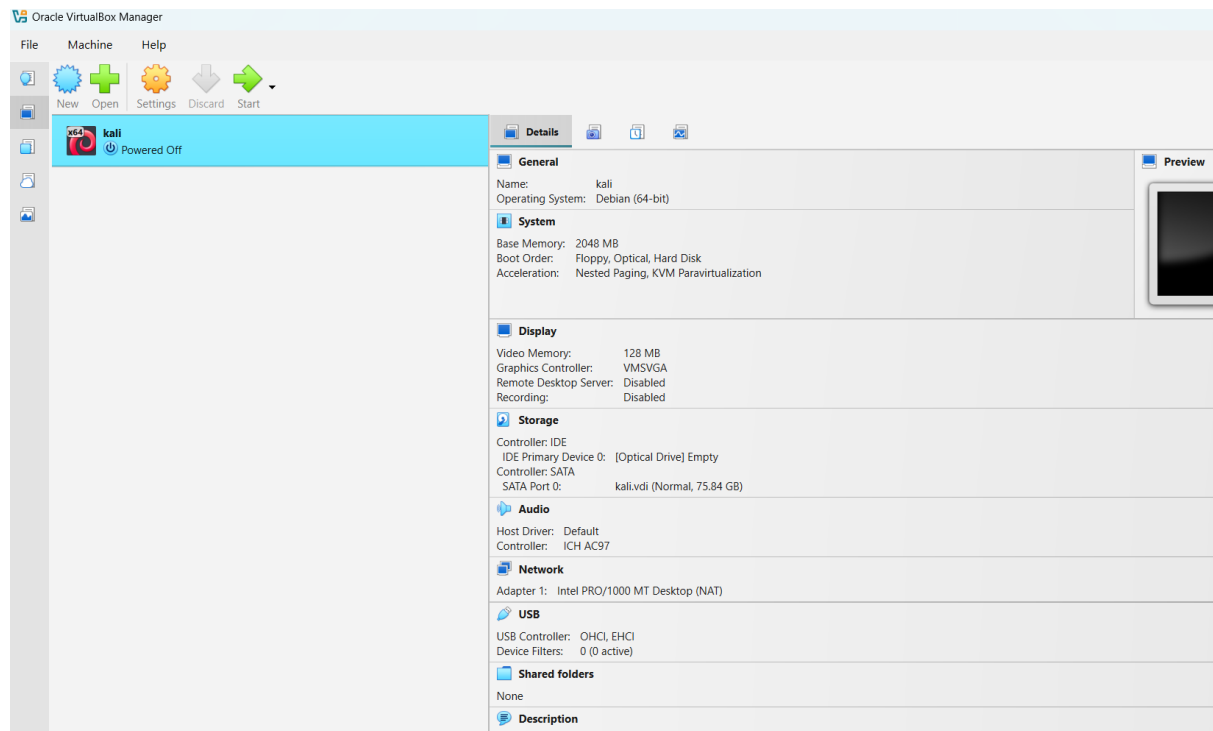 Oracle VirtualBox Manager
File Machine Help
New Open Settings Discard Start
x64 kali
Powered Off
Details
General
Name: kali
Operating System: Debian (64-bit)
Preview
System
Base Memory: 2048 MB
Boot Order: Floppy, Optical, Hard Disk
Acceleration: Nested Paging, KVM Paravirtualization
Display
Video Memory: 128 MB
Graphics Controller: VMSVGA
Remote Desktop Server: Disabled
Recording: Disabled
Storage
Controller: IDE
IDE Primary Device 0: [Optical Drive] Empty
Controller: SATA
SATA Port 0: kali.vdi (Normal, 75.84 GB)
Audio
Host Driver: Default
Controller: ICH AC97
Network
Adapter 1: Intel PRO/1000 MT Desktop (NAT)
USB
USB Controller: OHCI, EHCI
Device Filters: 0 (0 active)
Shared folders
None
Description